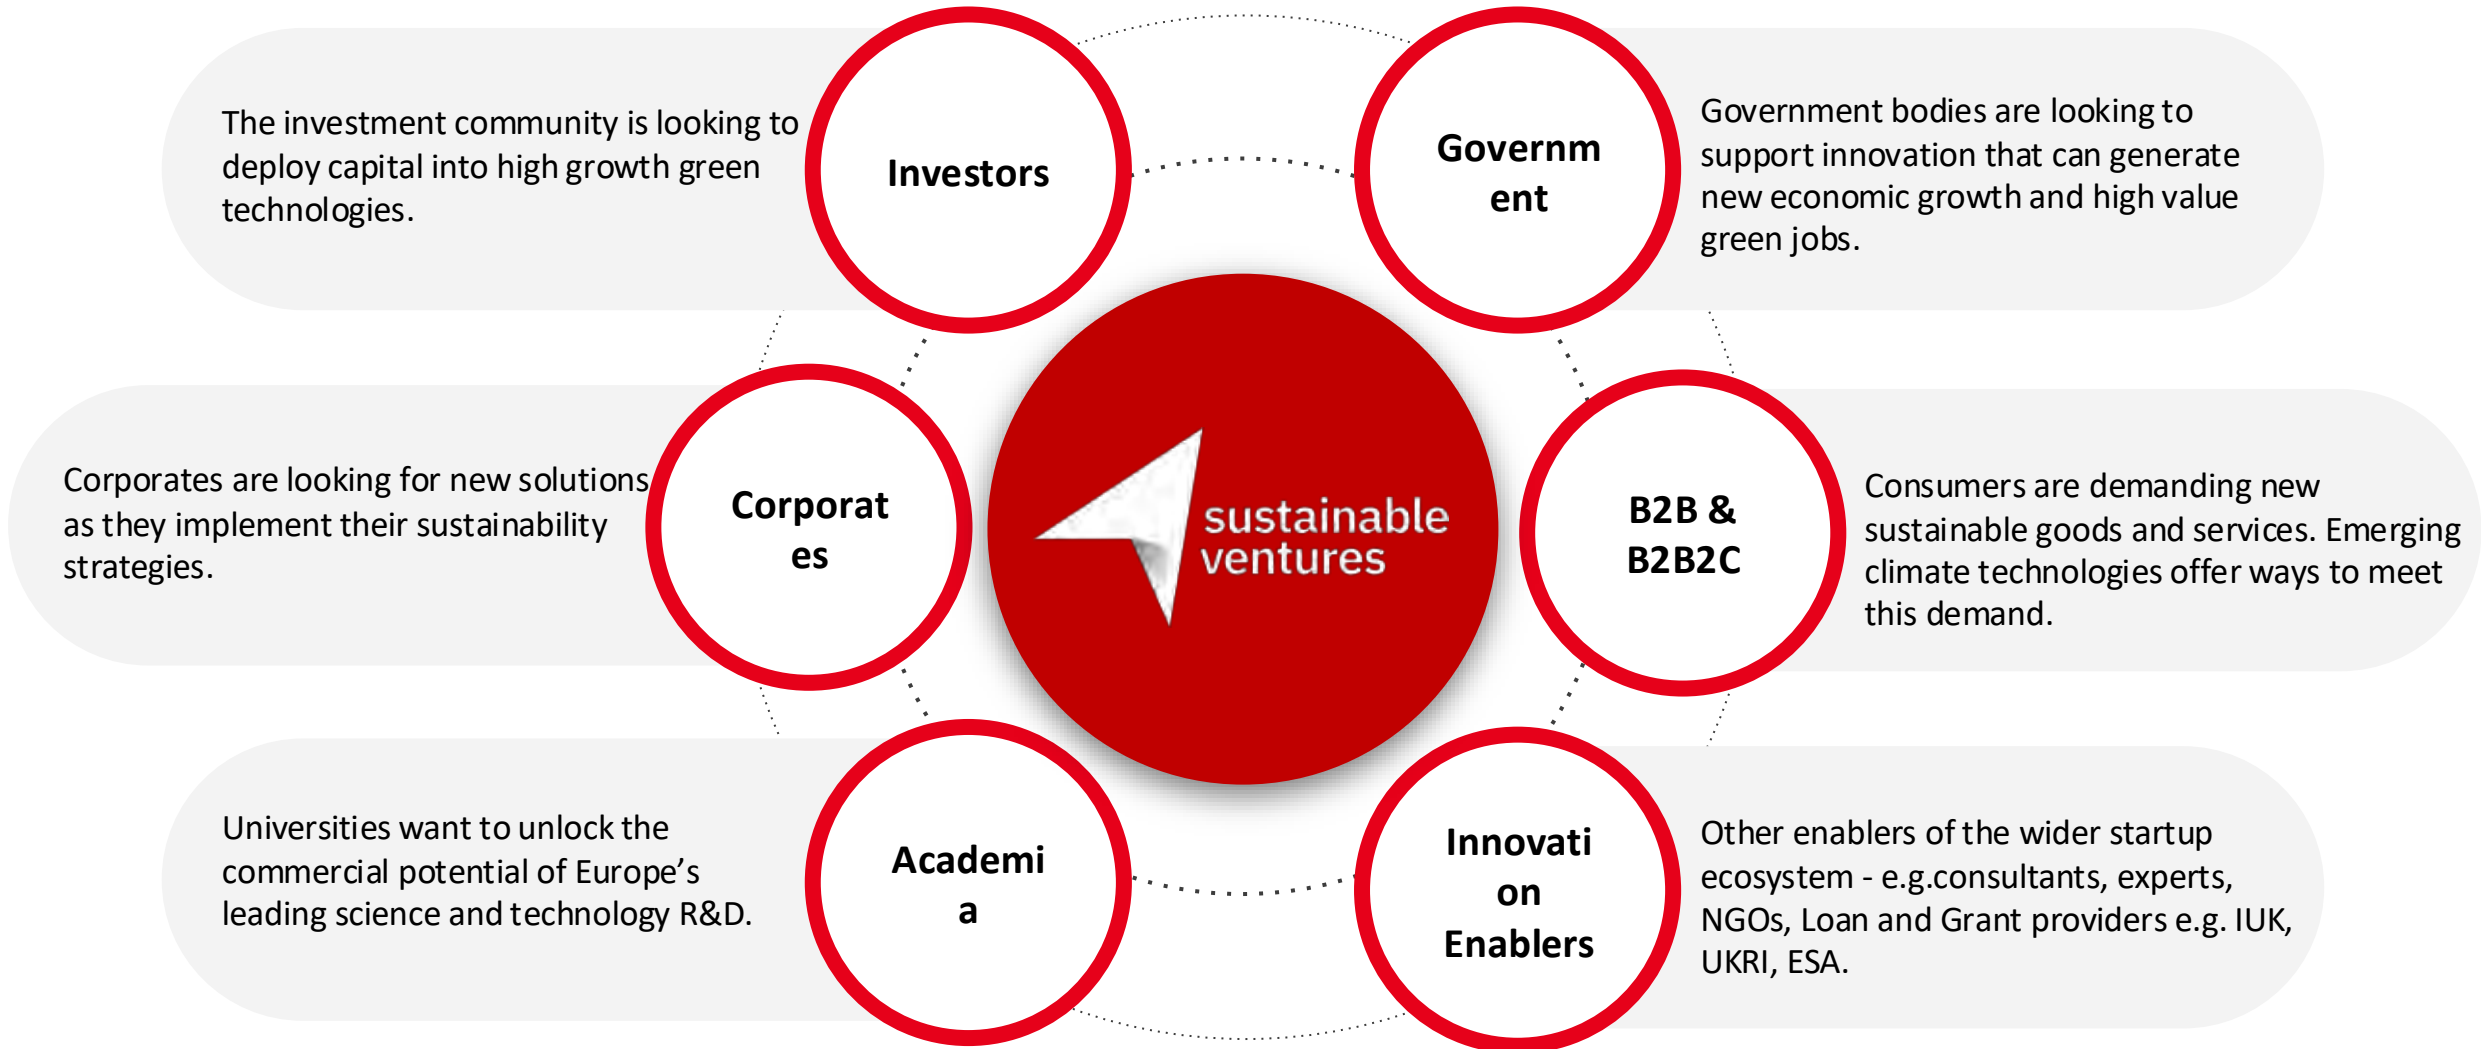 The investment community is looking to
deploy capital into high growth green
technologies.
Investors
Governm
ent
Government bodies are looking to
support innovation that can generate
new economic growth and high value
green jobs.
Corporates are looking for new solutions
as they implement their sustainability
strategies.
Corporat
es
sustainable
ventures
B2B &
B2B2C
Consumers are demanding new
sustainable goods and services. Emerging
climate technologies offer ways to meet
this demand.
Universities want to unlock the
commercial potential of Europe’s
leading science and technology R&D.
Academi
a
Innovati
on
Enablers
Other enablers of the wider startup
ecosystem - e.g.consultants, experts,
NGOs, Loan and Grant providers e.g. IUK,
UKRI, ESA.